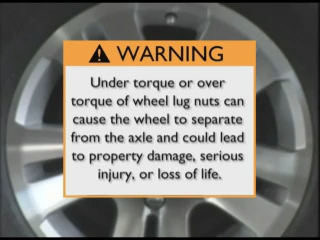 WARNING
Under torque or over
torque of wheel lug nuts can
cause the wheel to separate
from the axle and could lead
to property damage, serious
injury, or loss of life.